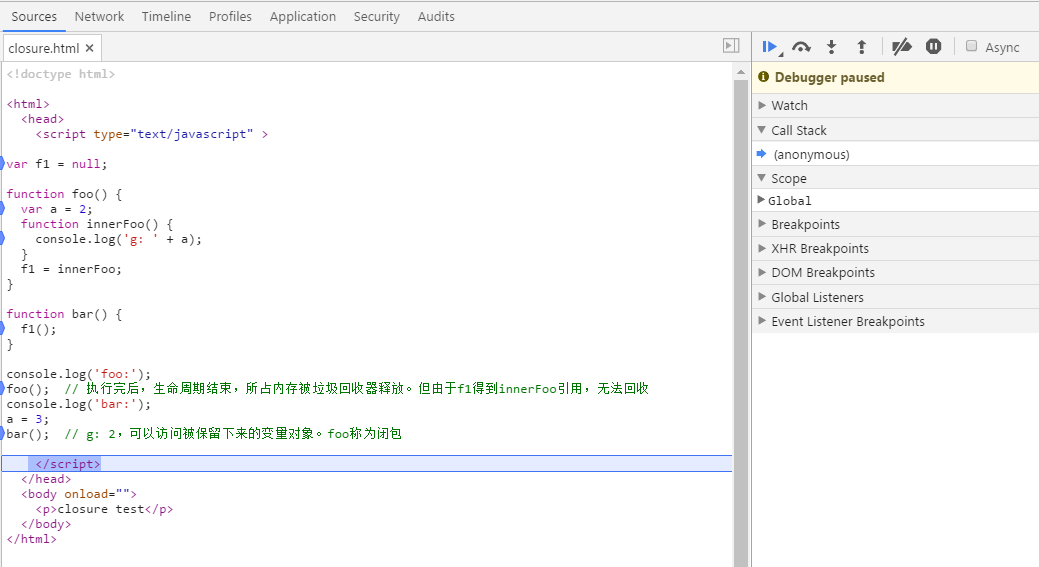 Sources Network Timeline Profiles Application Security Audits
closure.html ×
<!doctype html>
<html>
<head>
<script type="text/javascript" >
var f1 = null;
function foo() {
var a = 2;
function innerFoo() {
console.log('g: ' + a);
}
f1 = innerFoo;
}
function bar() {
f1();
}
console.log('foo:');
foo(); // 执行完后，生命周期结束，所占内存被垃圾回收器释放。但由于f1得到innerFoo引用，无法回收
console.log('bar:');
a = 3;
bar(); // g: 2，可以访问被保留下来的变量对象。foo称为闭包
</script>
</head>
<body onload="">
<p>closure test</p>
</body>
</html>
Async
Debugger paused
Watch
Call Stack
(anonymous)
Scope
Global
Breakpoints
XHR Breakpoints
DOM Breakpoints
Global Listeners
Event Listener Breakpoints